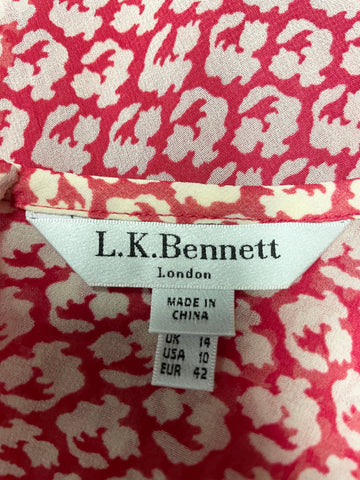 L.K.Bennett
London
MADE IN
CHINA
UK 14
USA 10
EUR 42